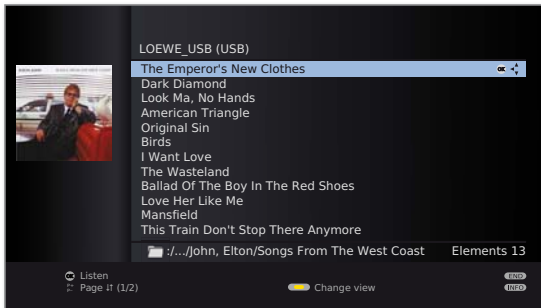 LOEWE_USB (USB)
The Emperor's New Clothes OK
Dark Diamond
Look Ma, No Hands
American Triangle
Original Sin
Birds
I Want Love
The Wasteland
Ballad Of The Boy In The Red Shoes
Love Her Like Me
Mansfield
This Train Don't Stop There Anymore
:/.../John, Elton/Songs From The West Coast Elements 13
OK Listen END
P+ P- Page ↓↑ (1/2) Change view INFO